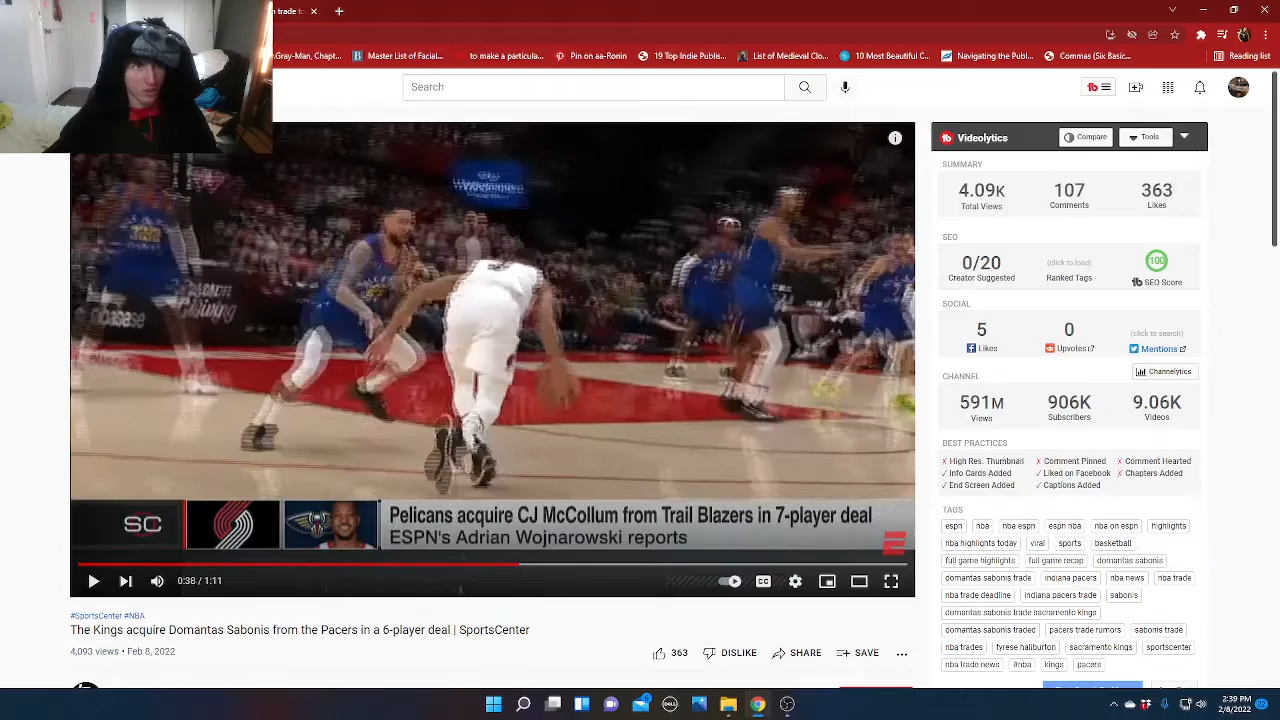 Gray-Man, Chapt...
Master List of Facial...
to make a particula...
Pin on aa-Ronin
19 Top Indie Public...
List of Medieval Occ...
10 Most Beautiful C...
Navigating the Pub...
(Six Basic...
Reading list
Search
SC
Pelicans acquire CJ McCollum from Trail Blazers in 7-player deal
ESPN's Adrian Wojnarowski reports
0:38 / 1:11
CC
#SportsCenter #NBA
The Kings acquire Domantas Sabonis from the Pacers in a 6-player deal | SportsCenter
4,093 views • Feb 8, 2022
363 DISLIKE SHARE SAVE
Videolytics Compare Tools
SUMMARY
4.09K 107 363
Total Views Comments Likes
SEO
0/20 (click to load) 100
Creator Suggested Ranked Tags tb SEO Score
SOCIAL
5 0 (click to search)
Likes Upvotes Mentions
CHANNEL Channelytics
591M 906K 9.06K
Views Subscribers Videos
BEST PRACTICES
High Res. Thumbnail Comment Pinned Comment Hearted
Info Cards Added Liked on Facebook Chapters Added
End Screen Added Captions Added
TAGS
espn nba nba espn espn nba nba on espn highlights
nba highlights today viral sports basketball
full game highlights full game recap domantas sabonis
domantas sabonis trade indiana pacers nba news nba trade
nba trade deadline indiana pacers trade sabonis
domantas sabonis trade sacramento kings
domantas sabonis traded pacers trade rumors sabonis trade
nba trades tyrese haliburton sacramento kings sportscenter
nba trade news #nba kings pacers
2:39 PM
2/8/2022